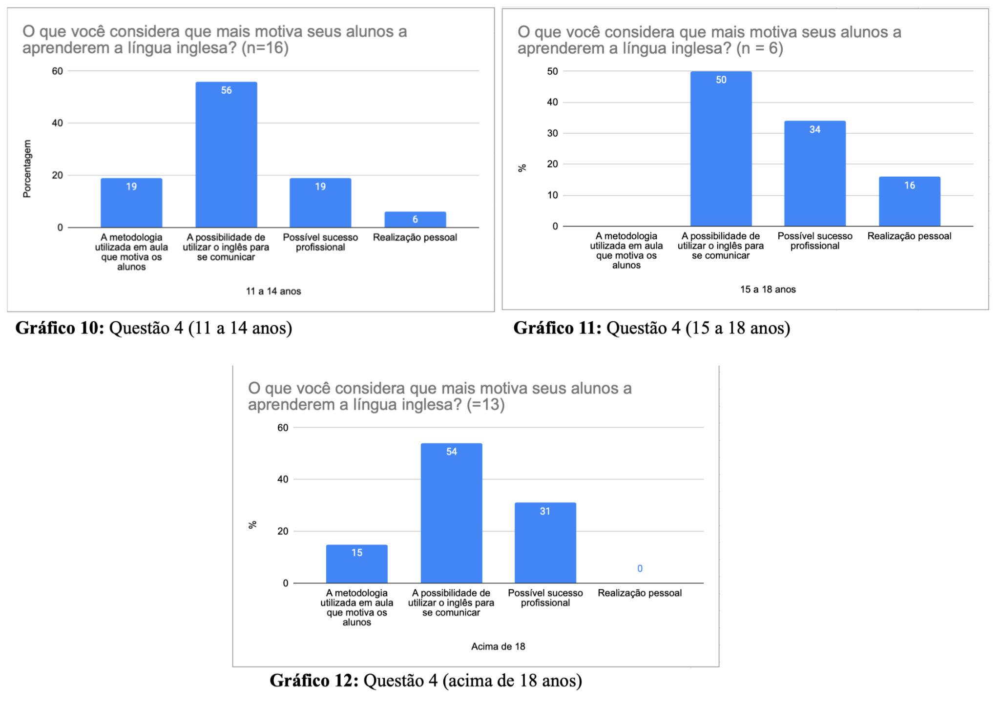 O que você considera que mais motiva seus alunos a
aprenderem a língua inglesa? (n=16)
Porcentagem
60
40
20
0
56
19
19
6
A metodologia
utilizada em aula
que motiva os
alunos
A possibilidade de
utilizar o inglês para
se comunicar
Possível sucesso
profissional
Realização pessoal
11 a 14 anos
Gráfico 10: Questão 4 (11 a 14 anos)
O que você considera que mais motiva seus alunos a
aprenderem a língua inglesa? (n = 6)
%
50
40
30
20
10
0
50
34
16
A metodologia
utilizada em aula
que motiva os
alunos
A possibilidade de
utilizar o inglês para
se comunicar
Possível sucesso
profissional
Realização pessoal
15 a 18 anos
Gráfico 11: Questão 4 (15 a 18 anos)
O que você considera que mais motiva seus alunos a
aprenderem a língua inglesa? (=13)
%
60
40
20
0
15
54
31
0
A metodologia
utilizada em aula
que motiva os
alunos
A possibilidade de
utilizar o inglês para
se comunicar
Possível sucesso
profissional
Realização pessoal
Acima de 18
Gráfico 12: Questão 4 (acima de 18 anos)